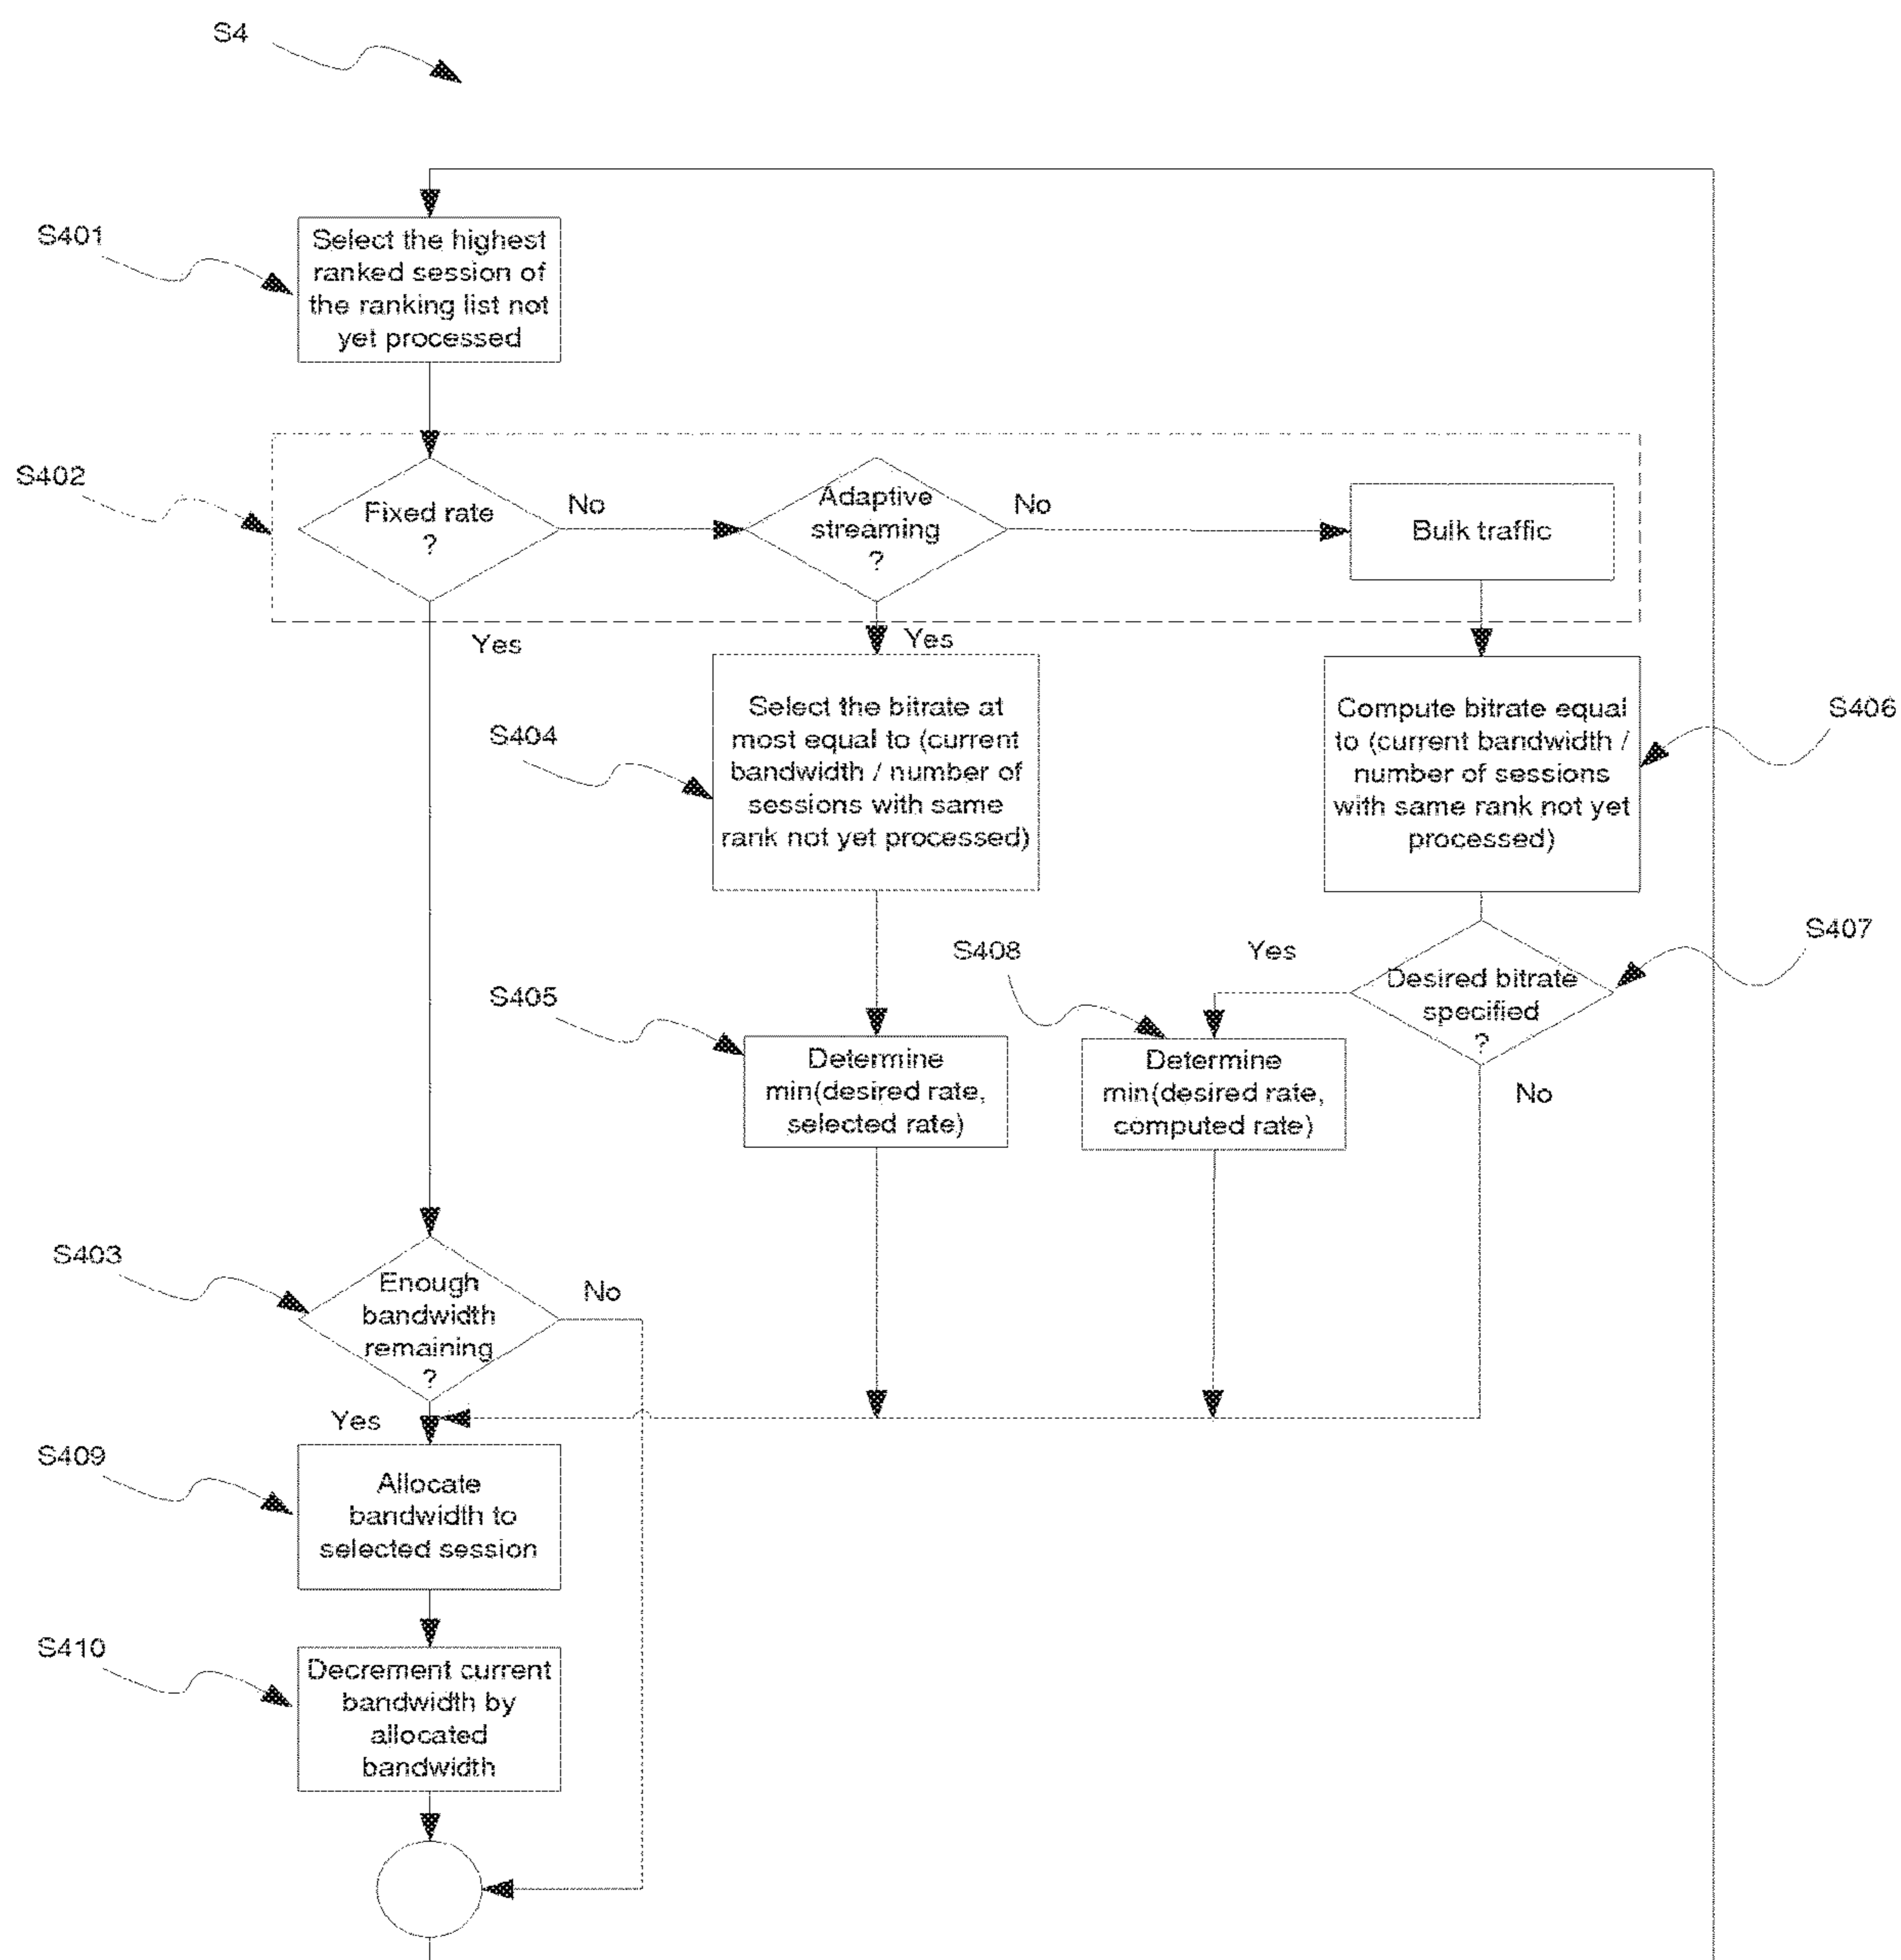 S4
S401
Select the highest
ranked session of
the ranking list not
yet processed
S402
Fixed rate
?
No
Adaptive
streaming
?
No
Bulk traffic
Yes
Yes
S404
Select the bitrate at
most equal to (current
bandwidth / number of
sessions with same
rank not yet processed)
Compute bitrate equal
to (current bandwidth /
number of sessions
with same rank not yet
processed)
S406
S407
Desired bitrate
specified
?
Yes
No
S408
S405
Determine
min(desired rate,
selected rate)
Determine
min(desired rate,
computed rate)
S403
Enough
bandwidth
remaining
?
No
Yes
S409
Allocate
bandwidth to
selected session
S410
Decrement current
bandwidth by
allocated
bandwidth